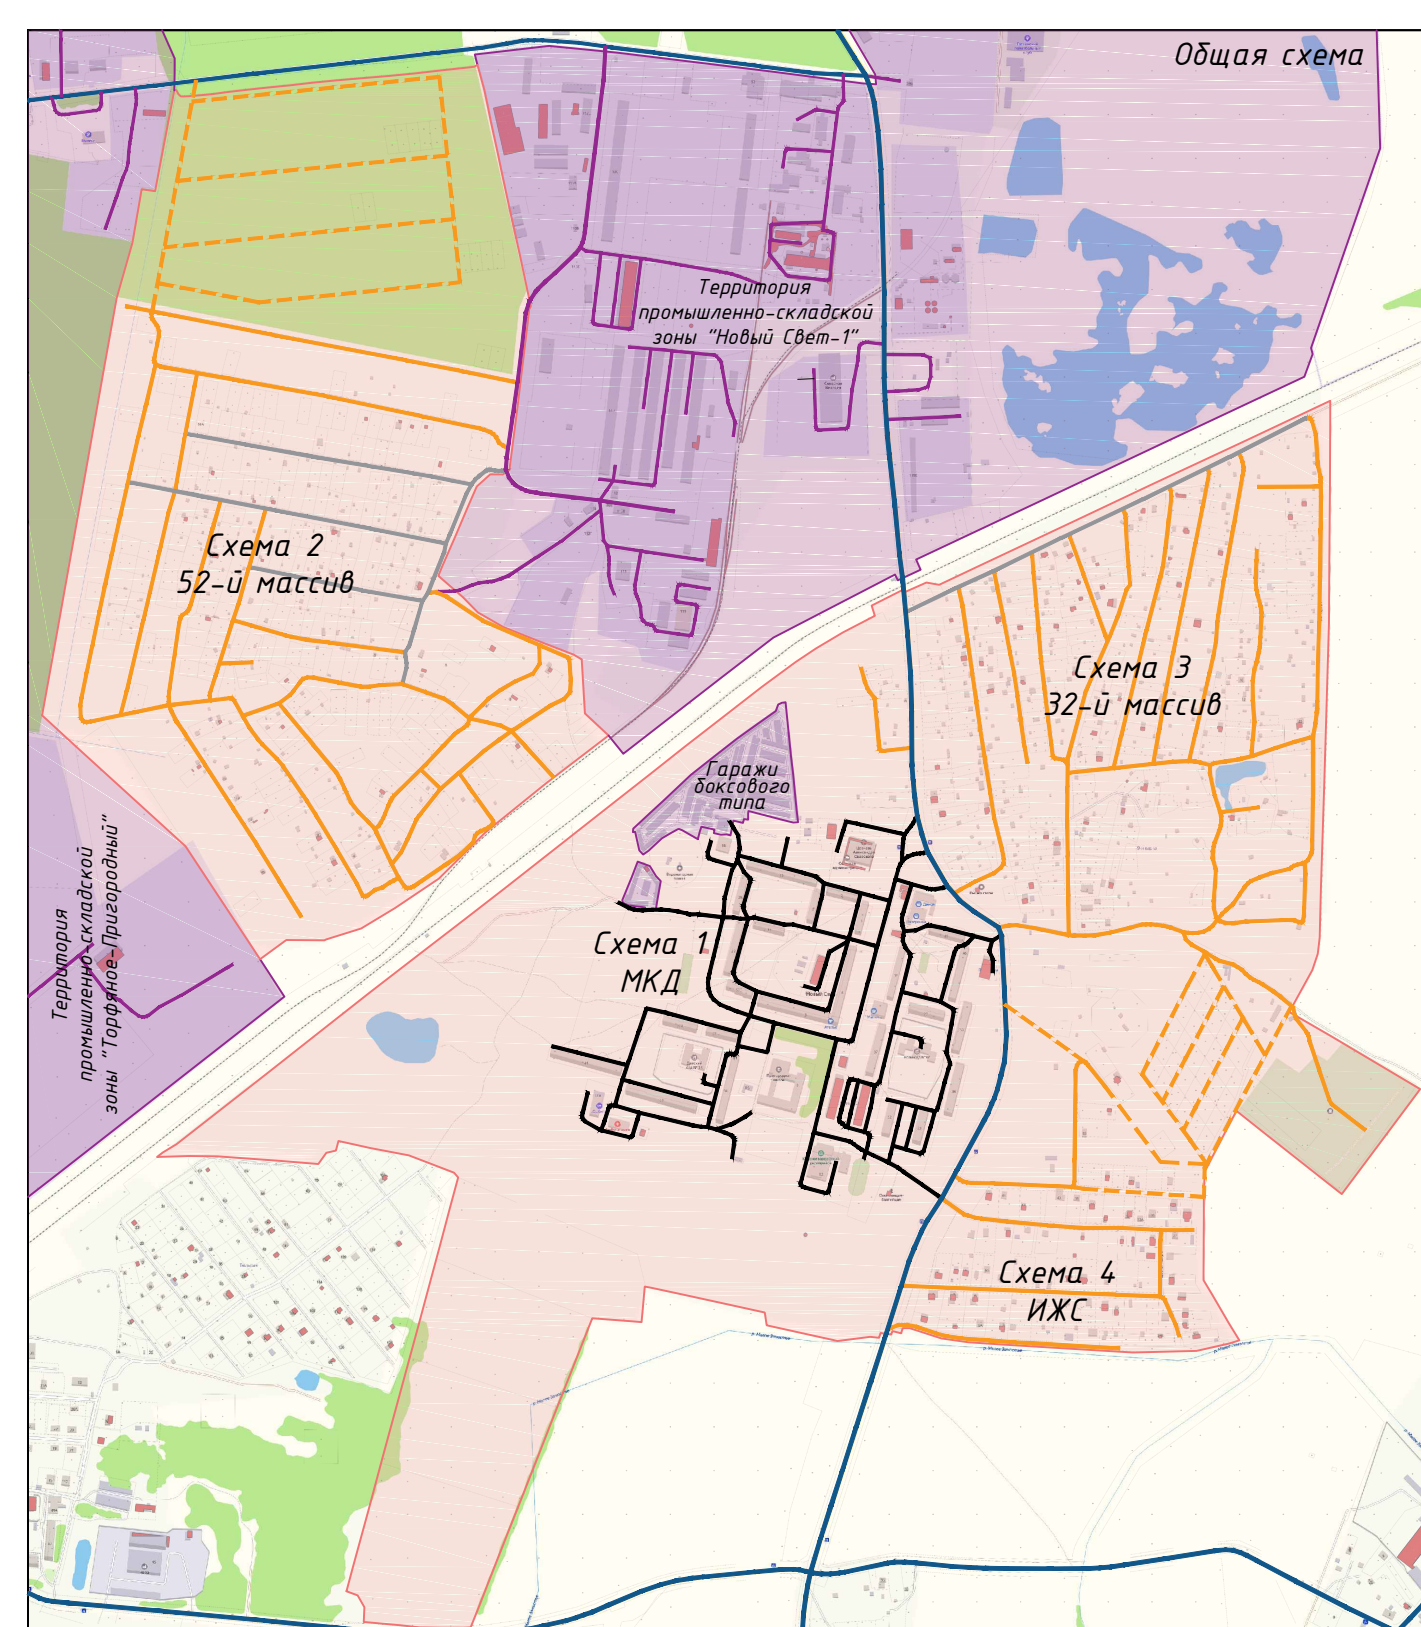 Общая схема
Территория
промышленно-складской
зоны "Новый Свет-1"
Схема 2
52-й массив
Схема 3
32-й массив
Гаражи
боксового
типа
Территория
промышленно-складской
зоны "Торфяное-Пригородный"
Схема 1
МКД
Схема 4
ИЖС